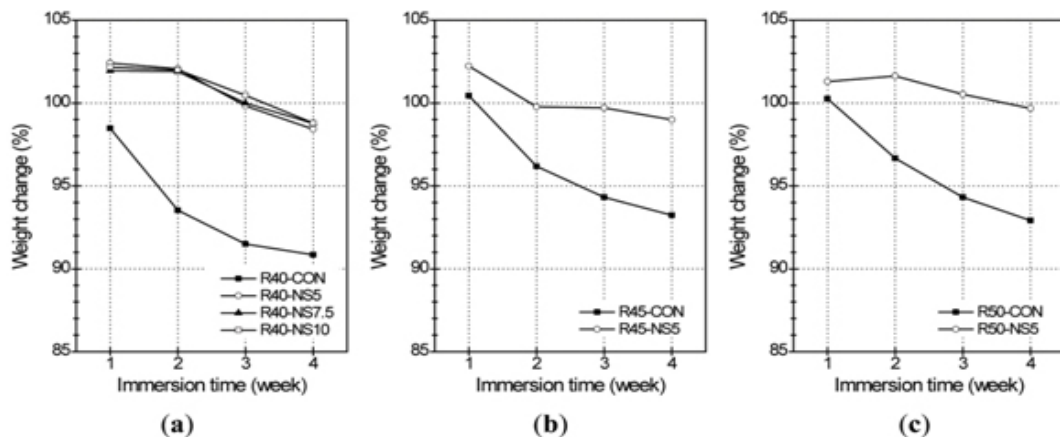 105
100
95
90
85
Weight change (%)
R40-CON
R40-NS5
R40-NS7.5
R40-NS10
1 2 3 4
Immersion time (week)
(a)
105
100
95
90
85
Weight change (%)
R45-CON
R45-NS5
1 2 3 4
Immersion time (week)
(b)
105
100
95
90
85
Weight change (%)
R50-CON
R50-NS5
1 2 3 4
Immersion time (week)
(c)